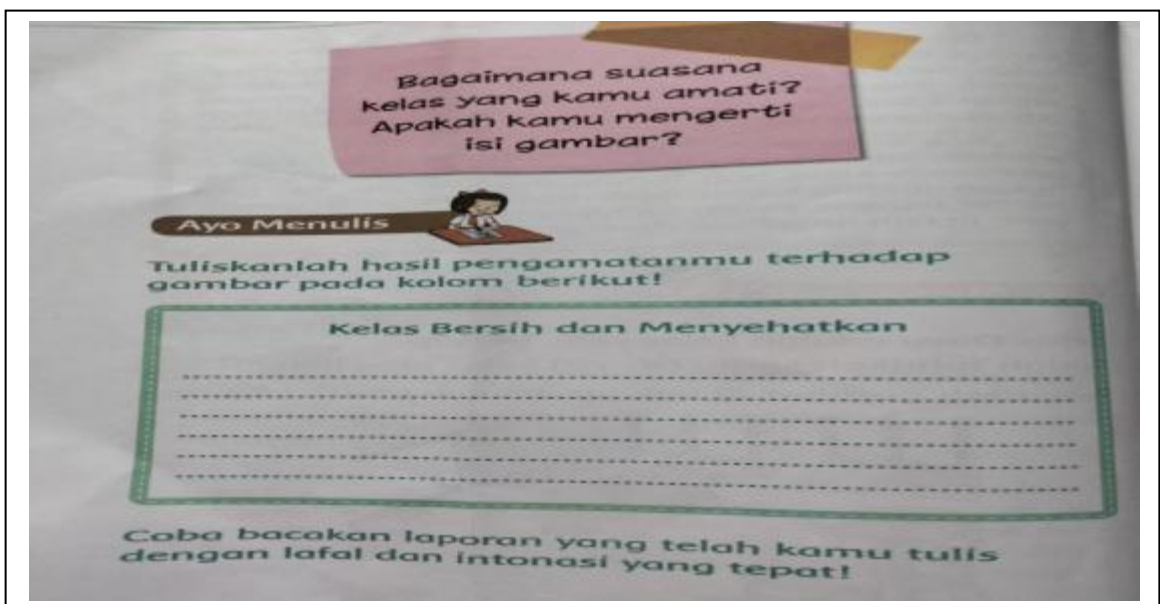 Bagaimana suasana
kelas yang kamu amati?
Apakah kamu mengerti
isi gambar?
Ayo Menulis
Tuliskanlah hasil pengamatanmu terhadap
gambar pada kolom berikut!
Kelas Bersih dan Menyehatkan
Coba bacakan laporan yang telah kamu tulis
dengan lafal dan intonasi yang tepat!